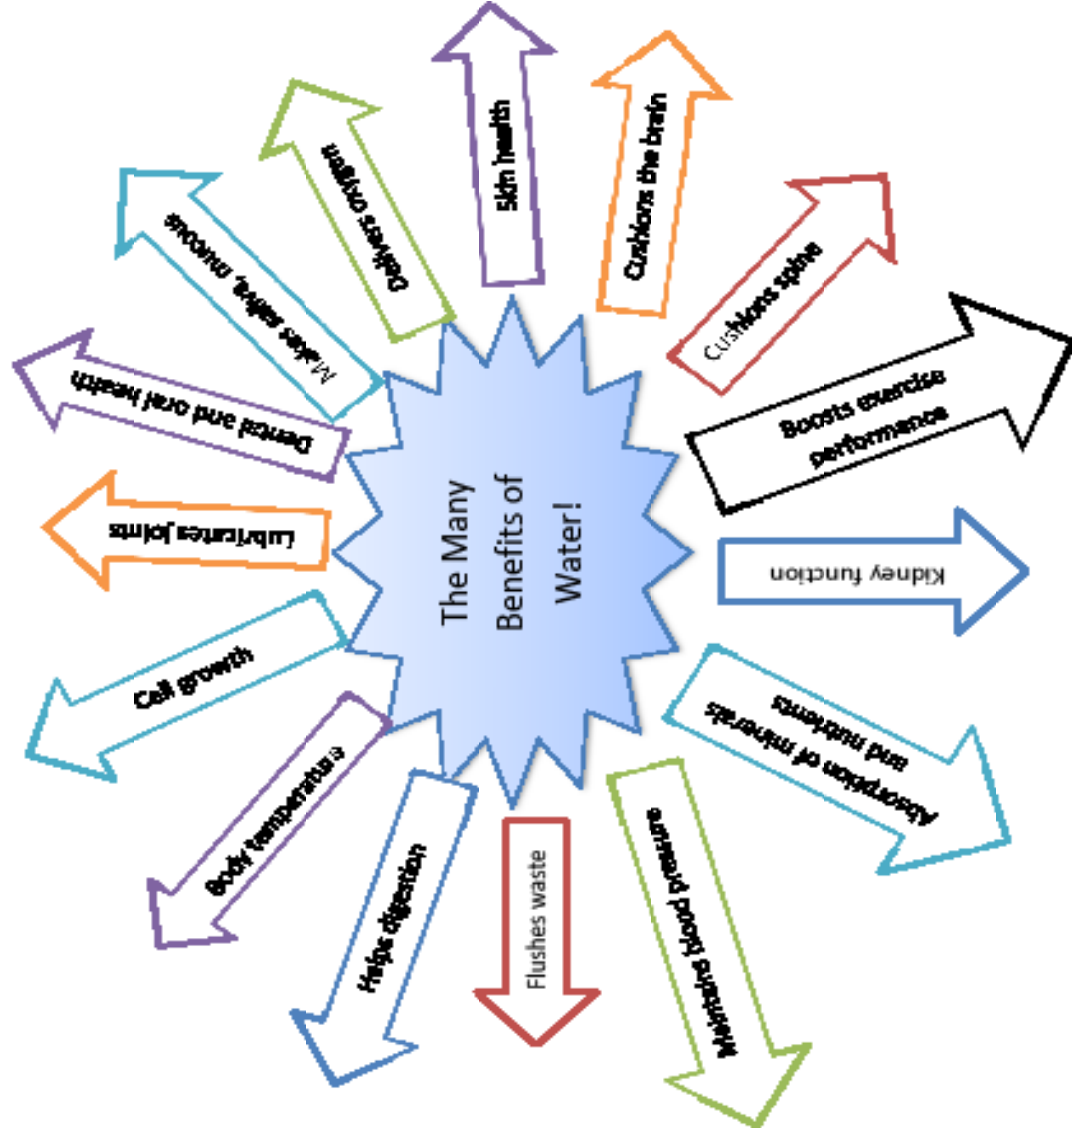 The Many
Benefits of
Water!
Skin health
Cushions the brain
Cushions spine
Boosts exercise
performance
Kidney function
Absorption of minerals
and nutrients
Maintains blood pressure
Flushes waste
Helps digestion
Body temperature
Cell growth
Lubricates joints
Dental and oral health
Makes saliva, mucous
Delivers oxygen